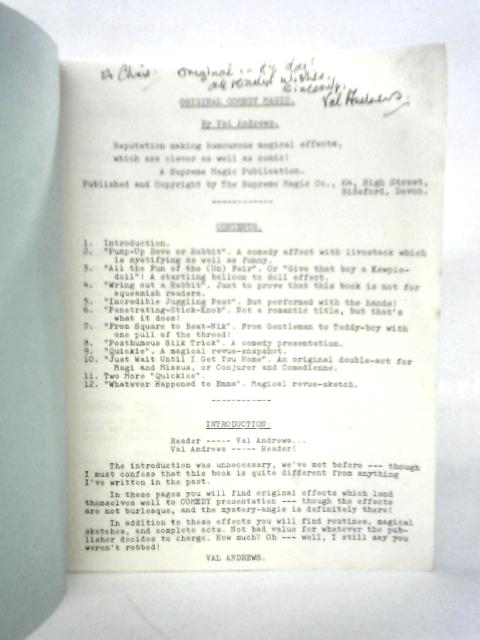 To Chris. Original in its day!
all Kindest Wishes,
Sincerely,
Val Andrews.
ORIGINAL COMEDY MAGIC.
By Val Andrews.
Reputation making humourous magical effects,
which are clever as well as comic!
A Supreme Magic Publication.
Published and Copyright by The Supreme Magic Co., 64, High Street,
Bideford, Devon.
------------
CONTENTS.
1. Introduction.
2. "Pump-Up Dove or Rabbit". A comedy effect with livestock which
is mystifying as well as funny.
3. "All the Fun of the (Un) Fair". Or "Give that boy a Kewpie-
doll"! A startling balloon to doll effect.
4. "Wring out a Rabbit". Just to prove that this book is not for
squeamish readers.
5. "Incredible Juggling Feat". But performed with the hands!
6. "Penetrating-Stick-Knob". Not a romantic title, but that's
what it does!
7. "From Square to Beat-Nik". From Gentleman to Teddy-boy with
one pull of the thread!
8. "Posthumous Silk Trick". A comedy presentation.
9. "Quickie". A magical revue-snapshot.
10. "Just Wait Until I Get You Home". An original double-act for
Magi and Missus, or Conjurer and Comedienne.
11. Two More "Quickies".
12. "Whatever Happened to Emma". Magical revue-sketch.
------------
INTRODUCTION:
Reader ----- Val Andrews...
Val Andrews ----- Reader!
The introduction was unnecessary, we've met before --- though
I must confess that this book is quite different from anything
I've written in the past.
In these pages you will find original effects which lend
themselves well to COMEDY presentation --- though the effects
are not burlesque, and the mystery-angle is definitely there!
In addition to these effects you will find routines, magical
sketches, and complete acts. Not bad value for whatever the pub-
lisher decides to charge. How much? Oh --- well, I still say you
weren't robbed!
VAL ANDREWS.